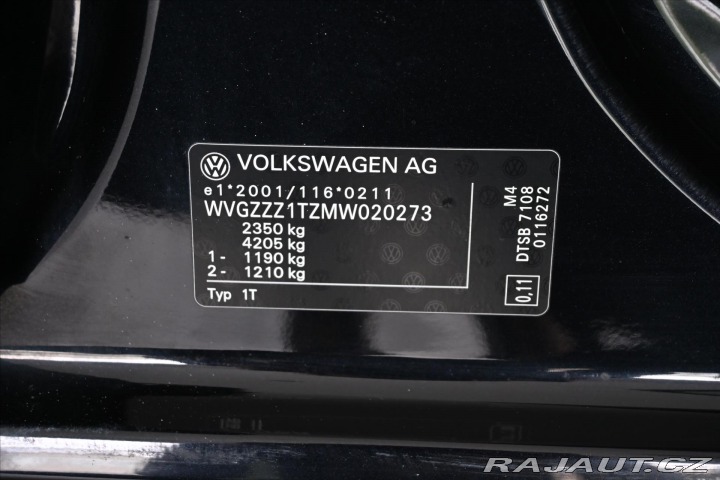 VOLKSWAGEN AG
e1*2001/116*0211
WVGZZZ1TZMW020273
2350 kg
4205 kg
1 - 1190 kg
2 - 1210 kg
Typ 1T
M4
DTSB 7108
0116272
0,11
RAJAUT.CZ